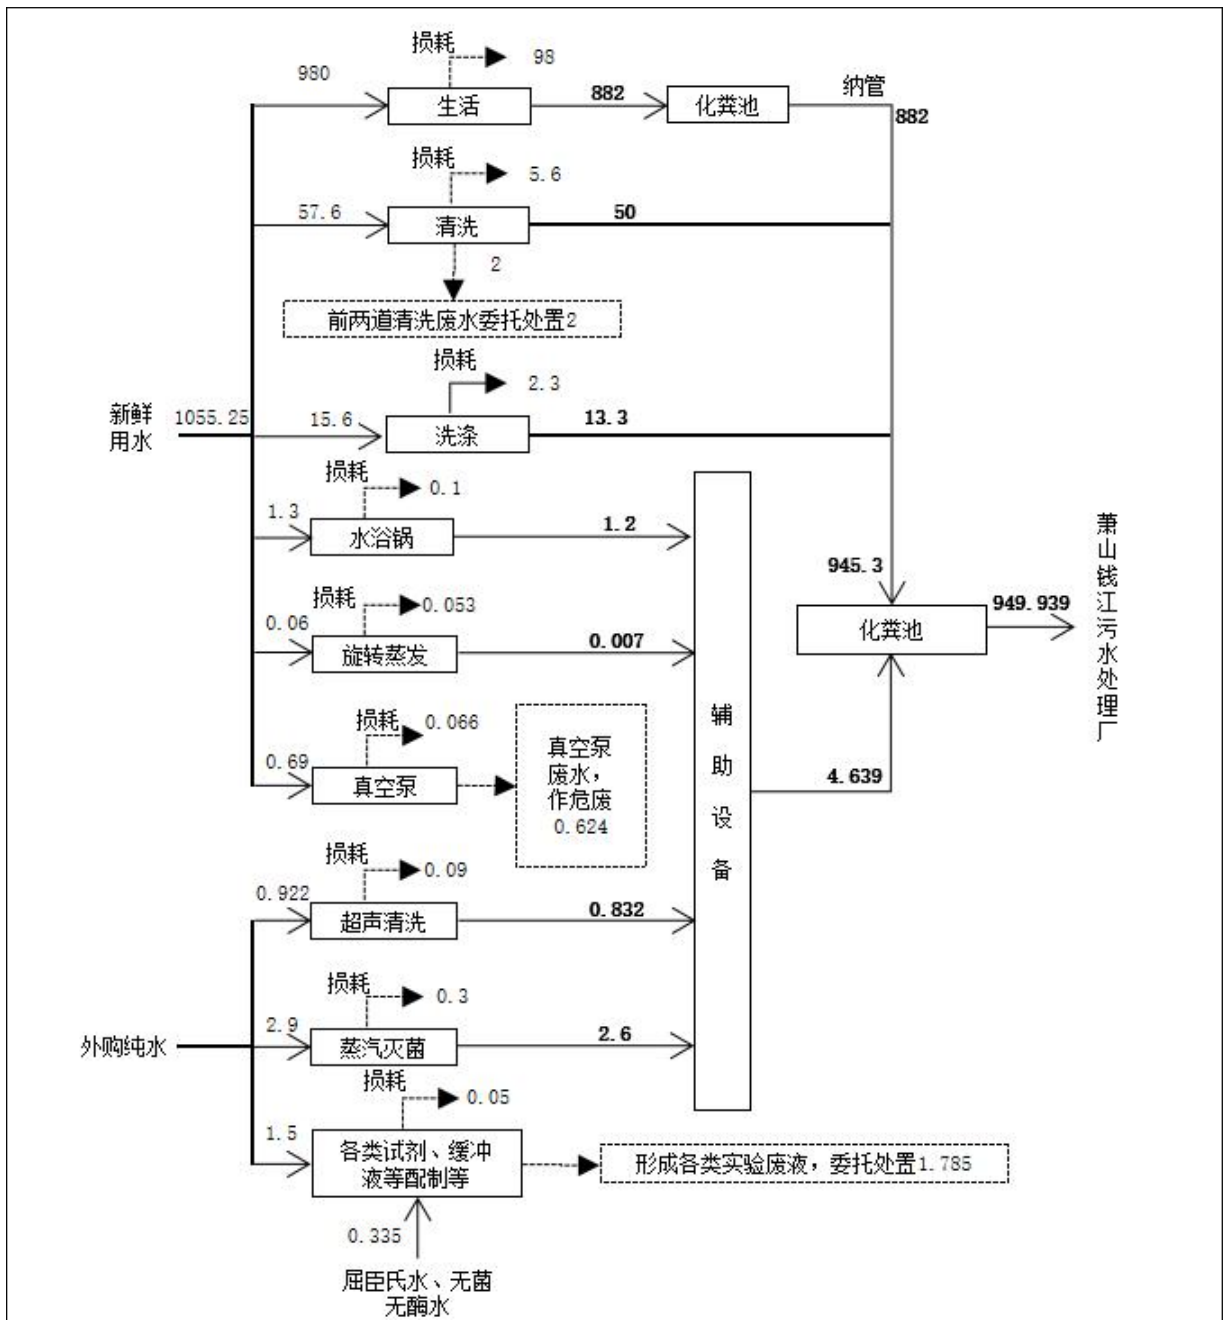 损耗
98
980
生活
882
化粪池
纳管
882
损耗
5.6
57.6
清洗
50
2
前两道清洗废水委托处置2
损耗
2.3
新鲜
用水
1055.25
15.6
洗涤
13.3
损耗
0.1
1.3
水浴锅
1.2
损耗
0.053
0.06
旋转蒸发
0.007
945.3
化粪池
949.939
萧山钱江污水处理厂
损耗
0.066
0.69
真空泵
真空泵
废水，
作危废
0.624
辅助设备
4.639
损耗
0.09
0.922
超声清洗
0.832
损耗
0.3
外购纯水
2.9
蒸汽灭菌
2.6
损耗
0.05
1.5
各类试剂、缓冲
液等配制等
形成各类实验废液，委托处置1.785
0.335
屈臣氏水、无菌
无酶水